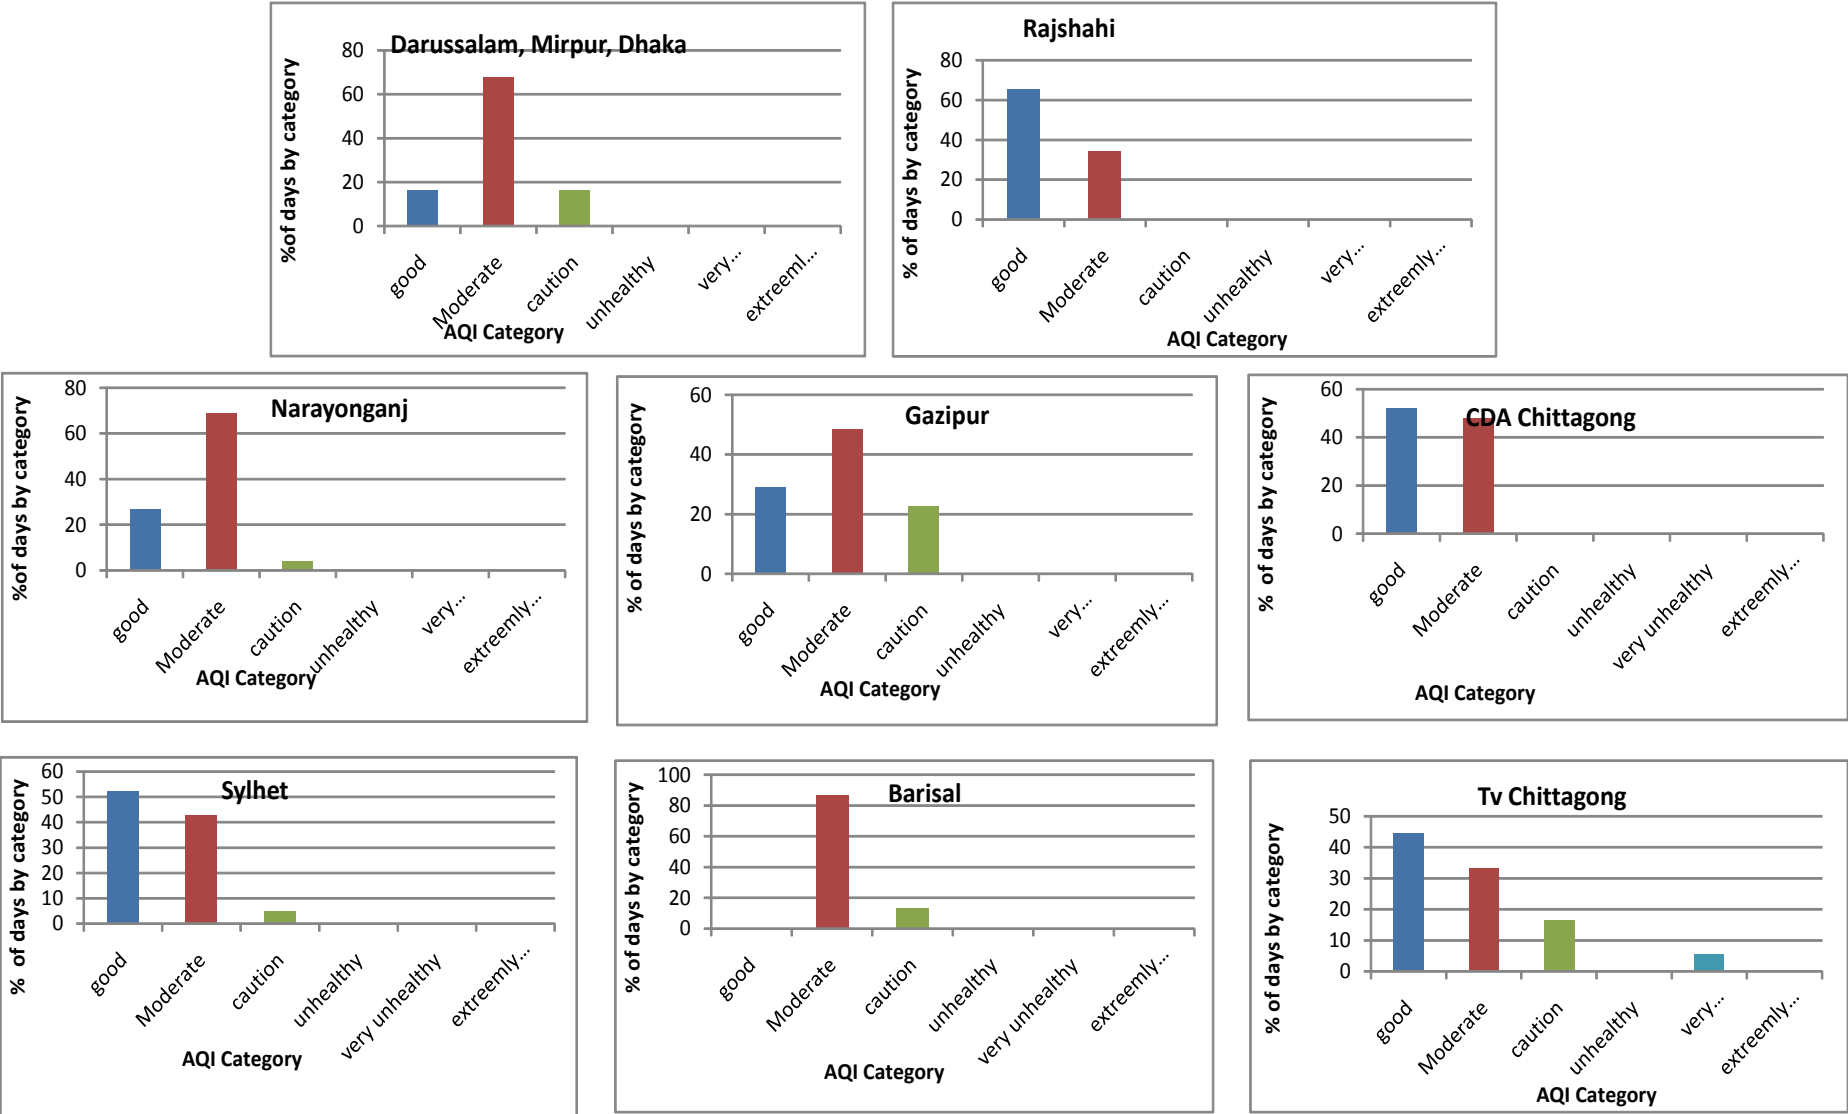 Darussalam, Mirpur, Dhaka
%of days by category
80
60
40
20
0
good
Moderate
caution
unhealthy
very...
extreeml...
AQI Category
Rajshahi
% of days by category
80
60
40
20
0
good
Moderate
caution
unhealthy
very...
extreemly...
AQI Category
Narayonganj
%of days by category
80
60
40
20
0
good
Moderate
caution
unhealthy
very...
extreemly...
AQI Category
Gazipur
% of days by category
60
40
20
0
good
Moderate
caution
unhealthy
very...
extreemly...
AQI Category
CDA Chittagong
% of days by category
60
40
20
0
good
Moderate
caution
unhealthy
very unhealthy
extreemly...
AQI Category
Sylhet
% of days by category
60
50
40
30
20
10
0
good
Moderate
caution
unhealthy
very unhealthy
extreemly...
AQI Category
Barisal
% of days by category
100
80
60
40
20
0
good
Moderate
caution
unhealthy
very unhealthy
extreemly...
AQI Category
Tv Chittagong
% of days by category
50
40
30
20
10
0
good
Moderate
caution
unhealthy
very...
extreemly...
AQI Category